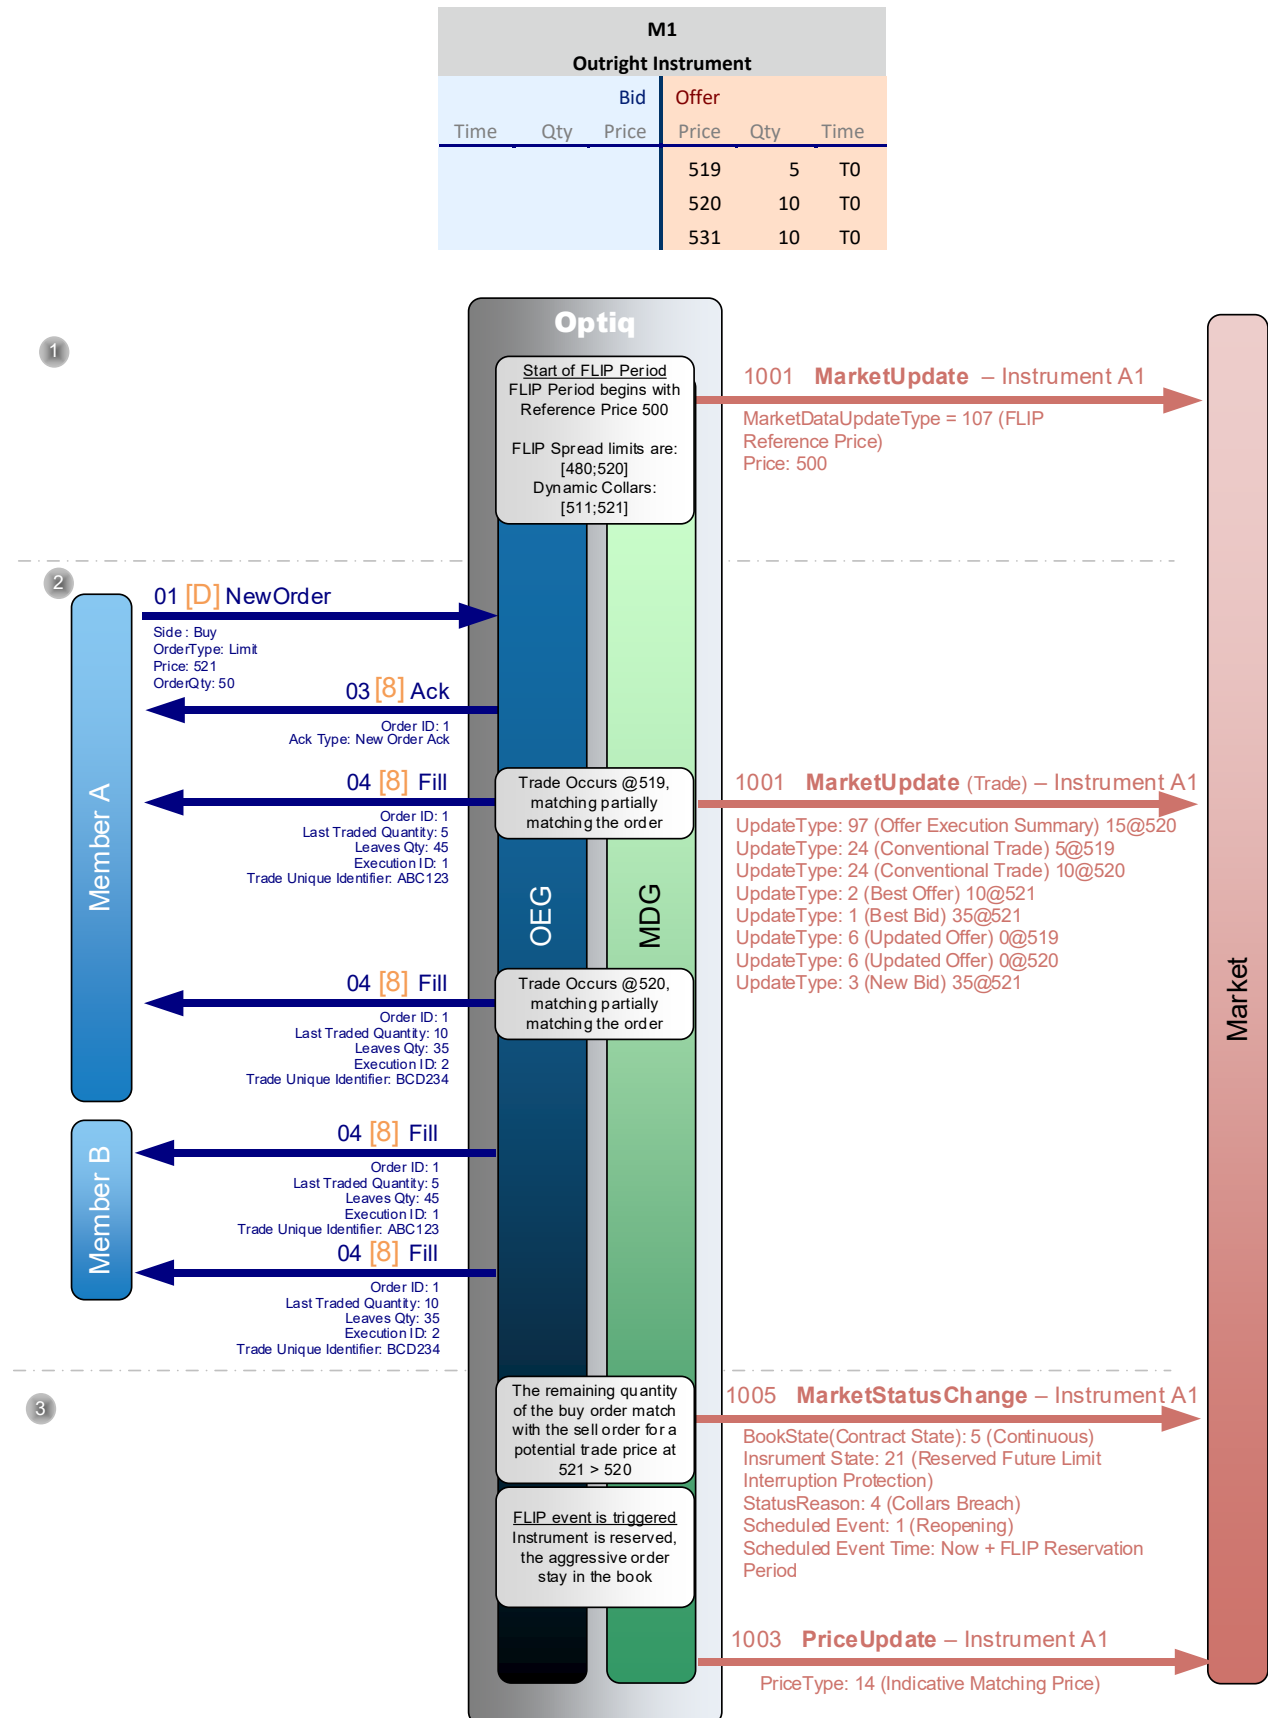 M1
Outright Instrument
Bid Offer
Time Qty Price Price Qty Time
519 5 T0
520 10 T0
531 10 T0
Optiq
1
Start of FLIP Period
FLIP Period begins with
Reference Price 500
FLIP Spread limits are:
[480;520]
Dynamic Collars:
[511;521]
1001 MarketUpdate – Instrument A1
MarketDataUpdateType = 107 (FLIP
Reference Price)
Price: 500
2
01 [D] NewOrder
Side : Buy
OrderType: Limit
Price: 521
OrderQty: 50
03 [8] Ack
Order ID: 1
Ack Type: New Order Ack
04 [8] Fill
Order ID: 1
Last Traded Quantity: 5
Leaves Qty: 45
Execution ID: 1
Trade Unique Identifier: ABC123
Trade Occurs @519,
matching partially
matching the order
1001 MarketUpdate (Trade) – Instrument A1
UpdateType: 97 (Offer Execution Summary) 15@520
UpdateType: 24 (Conventional Trade) 5@519
UpdateType: 24 (Conventional Trade) 10@520
UpdateType: 2 (Best Offer) 10@521
UpdateType: 1 (Best Bid) 35@521
UpdateType: 6 (Updated Offer) 0@519
UpdateType: 6 (Updated Offer) 0@520
UpdateType: 3 (New Bid) 35@521
Member A
OEG
MDG
Market
04 [8] Fill
Order ID: 1
Last Traded Quantity: 10
Leaves Qty: 35
Execution ID: 2
Trade Unique Identifier: BCD234
Trade Occurs @520,
matching partially
matching the order
Member B
04 [8] Fill
Order ID: 1
Last Traded Quantity: 5
Leaves Qty: 45
Execution ID: 1
Trade Unique Identifier: ABC123
04 [8] Fill
Order ID: 1
Last Traded Quantity: 10
Leaves Qty: 35
Execution ID: 2
Trade Unique Identifier: BCD234
3
The remaining quantity
of the buy order match
with the sell order for a
potential trade price at
521 > 520
FLIP event is triggered
Instrument is reserved,
the aggressive order
stay in the book
1005 MarketStatusChange – Instrument A1
BookState(Contract State): 5 (Continuous)
Insrument State: 21 (Reserved Future Limit
Interruption Protection)
StatusReason: 4 (Collars Breach)
Scheduled Event: 1 (Reopening)
Scheduled Event Time: Now + FLIP Reservation
Period
1003 PriceUpdate – Instrument A1
PriceType: 14 (Indicative Matching Price)